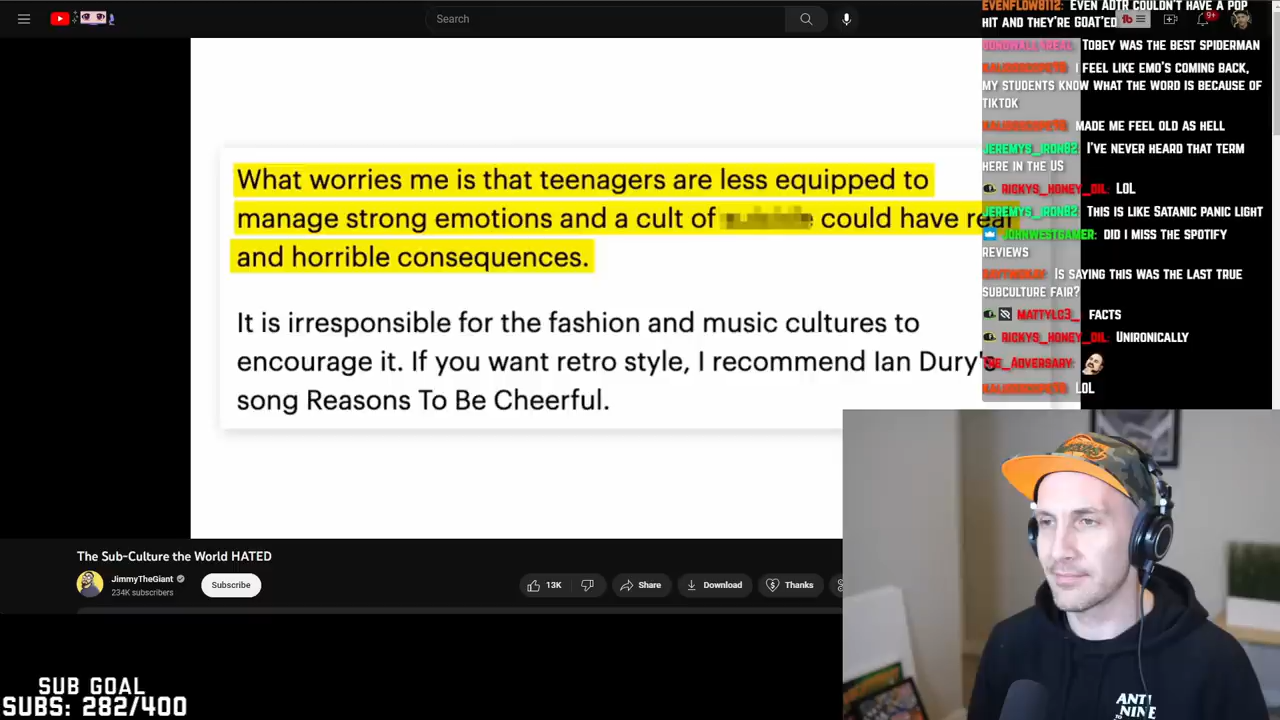 Search
9+
What worries me is that teenagers are less equipped to
manage strong emotions and a cult of could have real
and horrible consequences.
It is irresponsible for the fashion and music cultures to
encourage it. If you want retro style, I recommend Ian Dury's
song Reasons To Be Cheerful.
The Sub-Culture the World HATED
JimmyTheGiant
234K subscribers
Subscribe
13K
Share
Download
Thanks
EVENFLOW8112: EVEN ADTR COULDN'T HAVE A POP
HIT AND THEY'RE GOAT'ED
TOBEY WAS THE BEST SPIDERMAN
I FEEL LIKE EMO'S COMING BACK,
MY STUDENTS KNOW WHAT THE WORD IS BECAUSE OF
TIKTOK
MADE ME FEEL OLD AS HELL
JEREMYS_IRON82: I'VE NEVER HEARD THAT TERM
HERE IN THE US
RICKYS_HONEY_OIL: LOL
JEREMYS_IRON82: THIS IS LIKE SATANIC PANIC LIGHT
JOHNWESTGAMER: DID I MISS THE SPOTIFY
REVIEWS
IS SAYING THIS WAS THE LAST TRUE
SUBCULTURE FAIR?
MATTYLC3_: FACTS
RICKYS_HONEY_OIL: UNIRONICALLY
THE_ADVERSARY:
LOL
SUB GOAL
SUBS: 282/400
ANTI
NINE